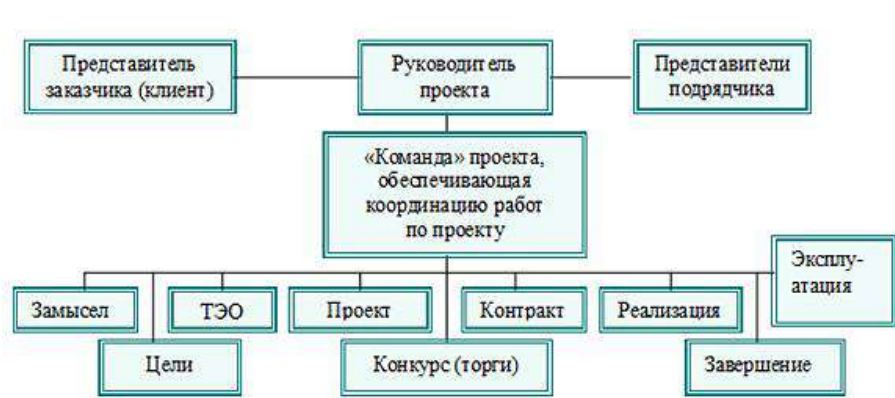 Представитель
заказчика (клиент)
Руководитель
проекта
Представители
подрядчика
«Команда» проекта,
обеспечивающая
координацию работ
по проекту
Эксплу-
атация
Замысел
ТЭО
Проект
Контракт
Реализация
Цели
Конкурс (торги)
Завершение